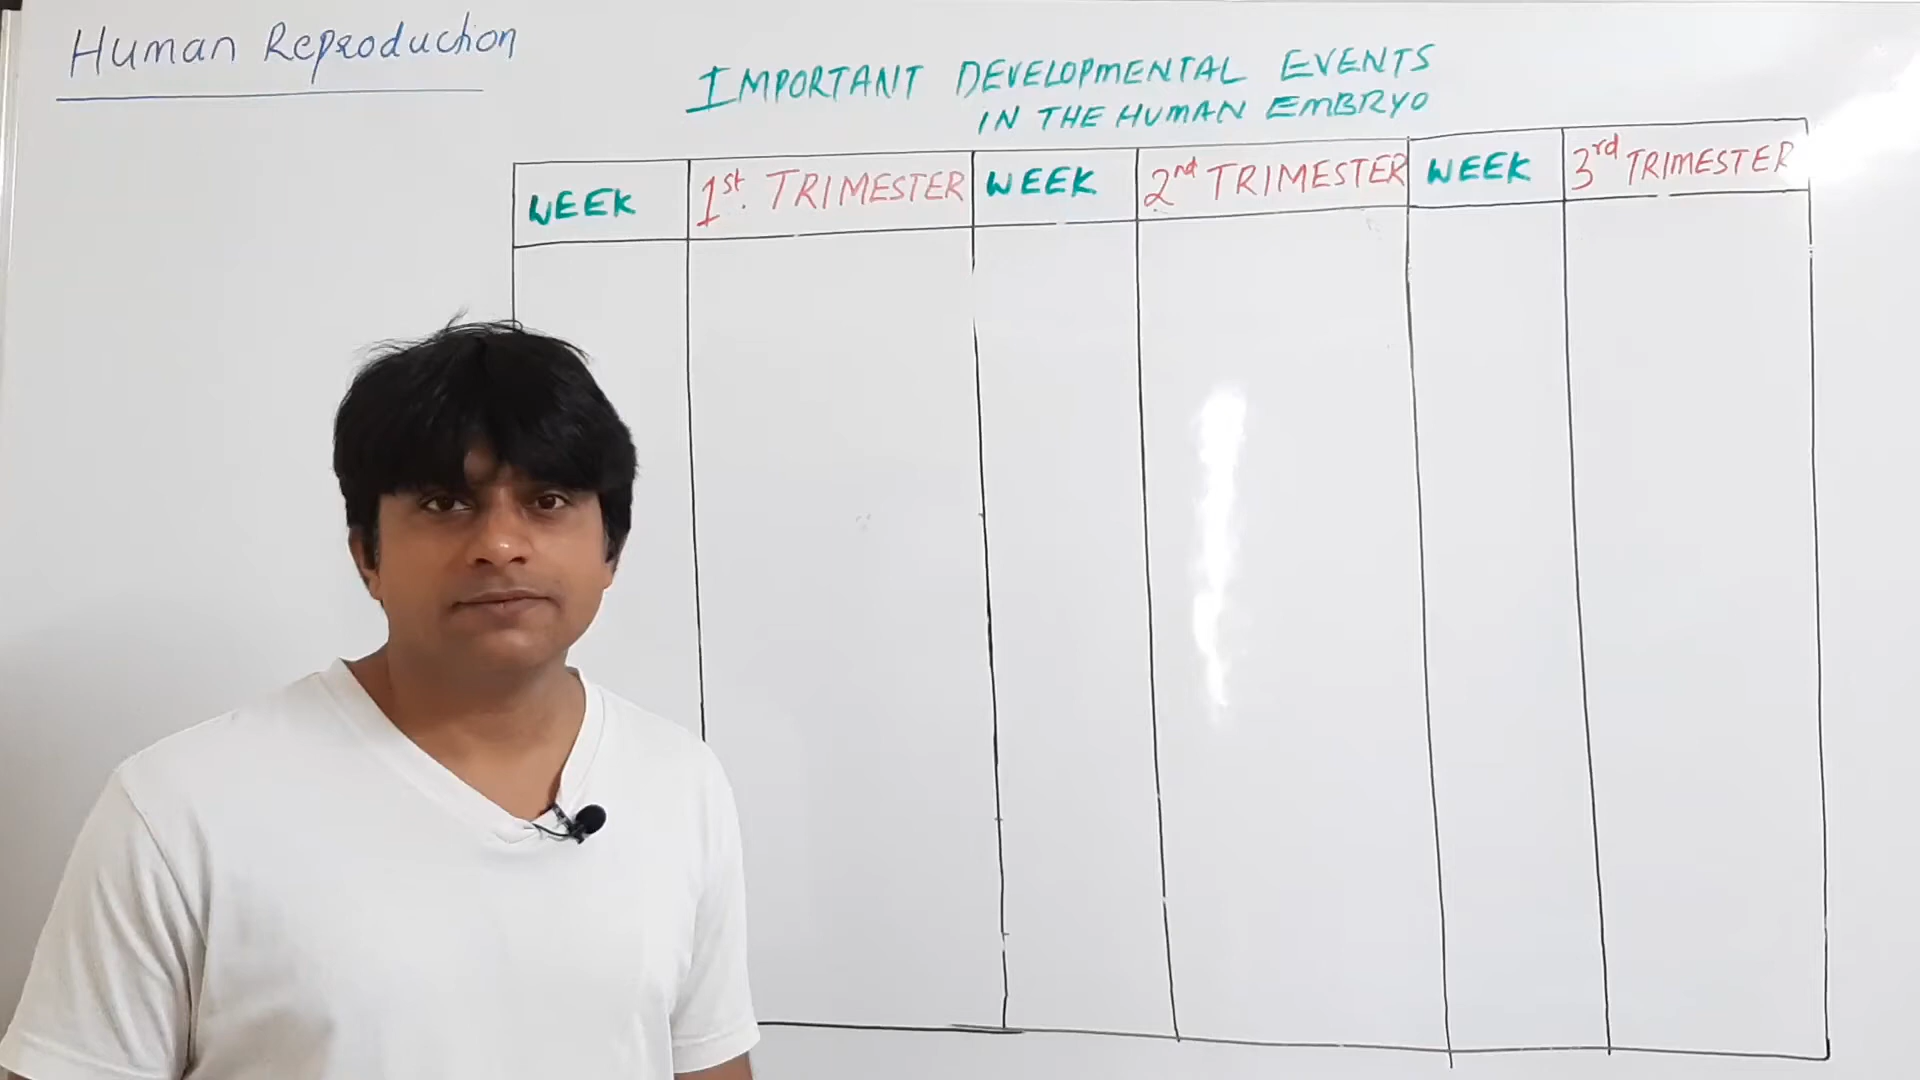 Human Reproduction
IMPORTANT DEVELOPMENTAL EVENTS
IN THE HUMAN EMBRYO
WEEK 1st. TRIMESTER WEEK 2nd TRIMESTER WEEK 3rd TRIMESTER